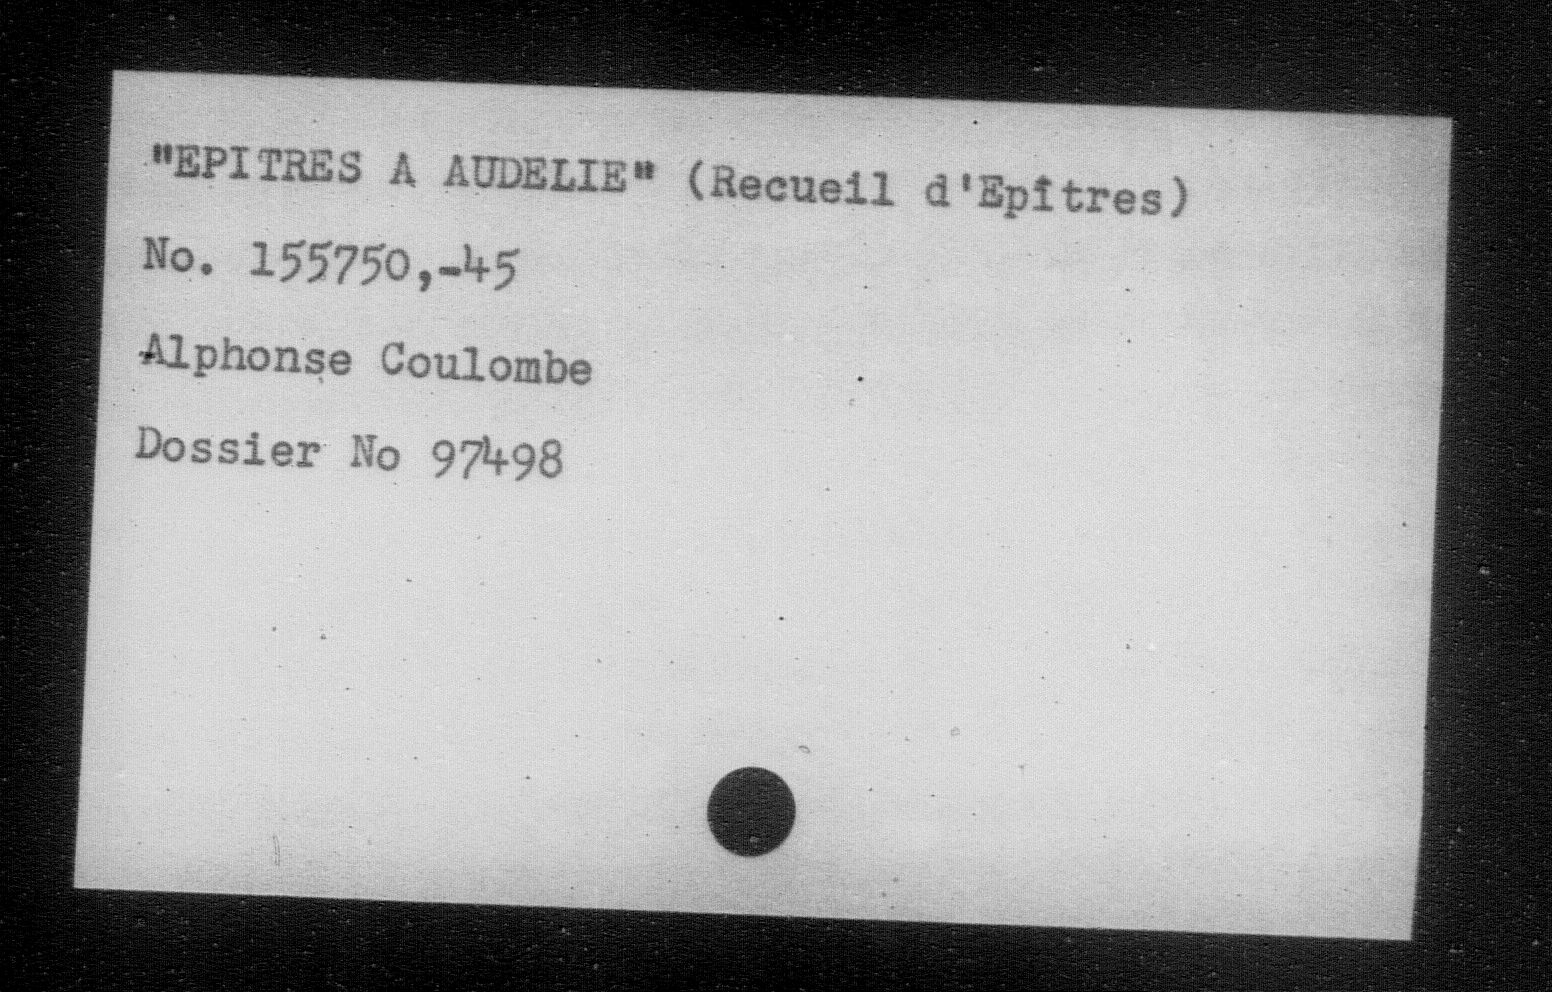 "EPITRES A AUDELIE" (Recueil d'Epîtres)
No. 155750,-45
Alphonse Coulombe
Dossier No 97498